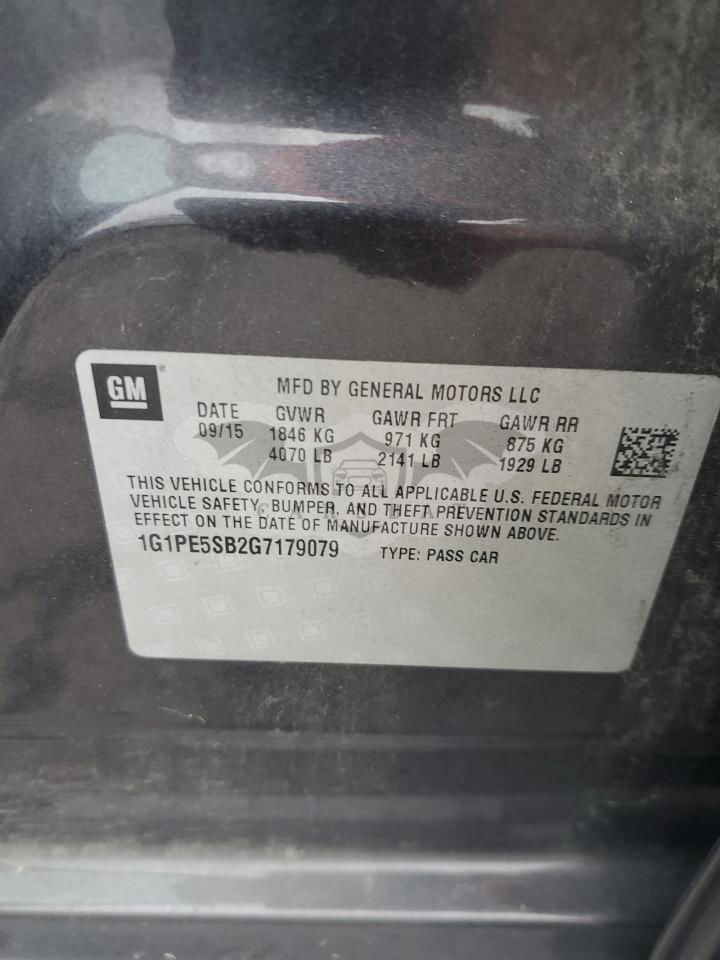 GM
MFD BY GENERAL MOTORS LLC
DATE GVWR GAWR FRT GAWR RR
09/15 1846 KG 971 KG 875 KG
4070 LB 2141 LB 1929 LB
THIS VEHICLE CONFORMS TO ALL APPLICABLE U.S. FEDERAL MOTOR
VEHICLE SAFETY, BUMPER, AND THEFT PREVENTION STANDARDS IN
EFFECT ON THE DATE OF MANUFACTURE SHOWN ABOVE.
1G1PE5SB2G7179079 TYPE: PASS CAR